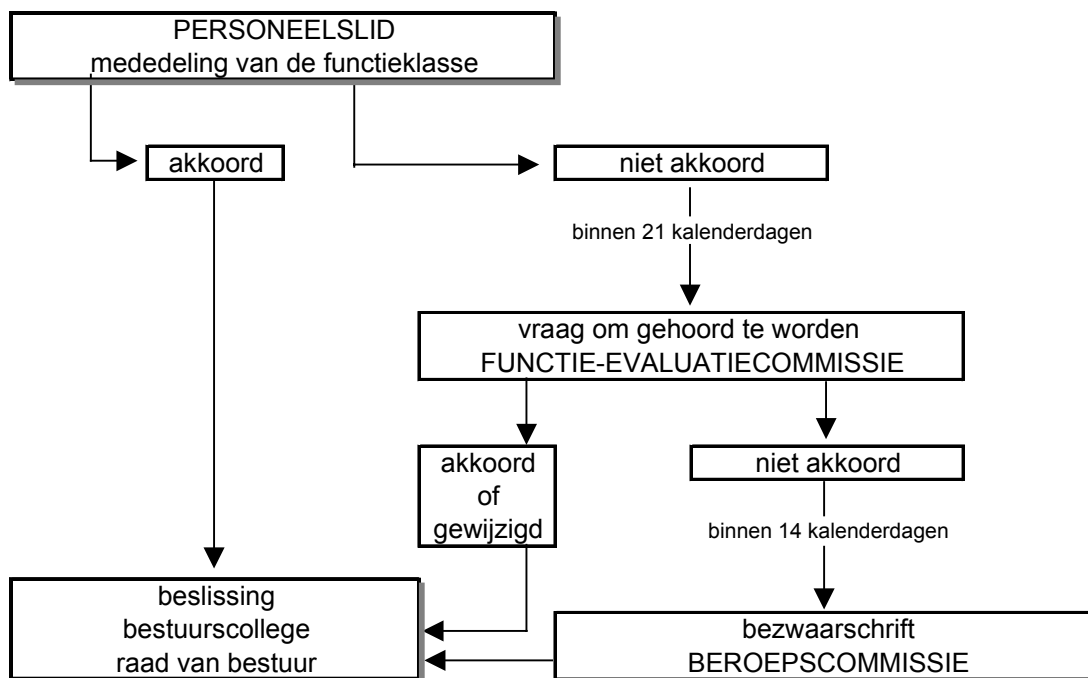 PERSONEELSLID
mededeling van de functieklasse
akkoord
niet akkoord
binnen 21 kalenderdagen
vraag om gehoord te worden
FUNCTIE-EVALUATIECOMMISSIE
akkoord
of
gewijzigd
niet akkoord
binnen 14 kalenderdagen
beslissing
bestuurscollege
raad van bestuur
bezwaarschrift
BEROEPSCOMMISSIE